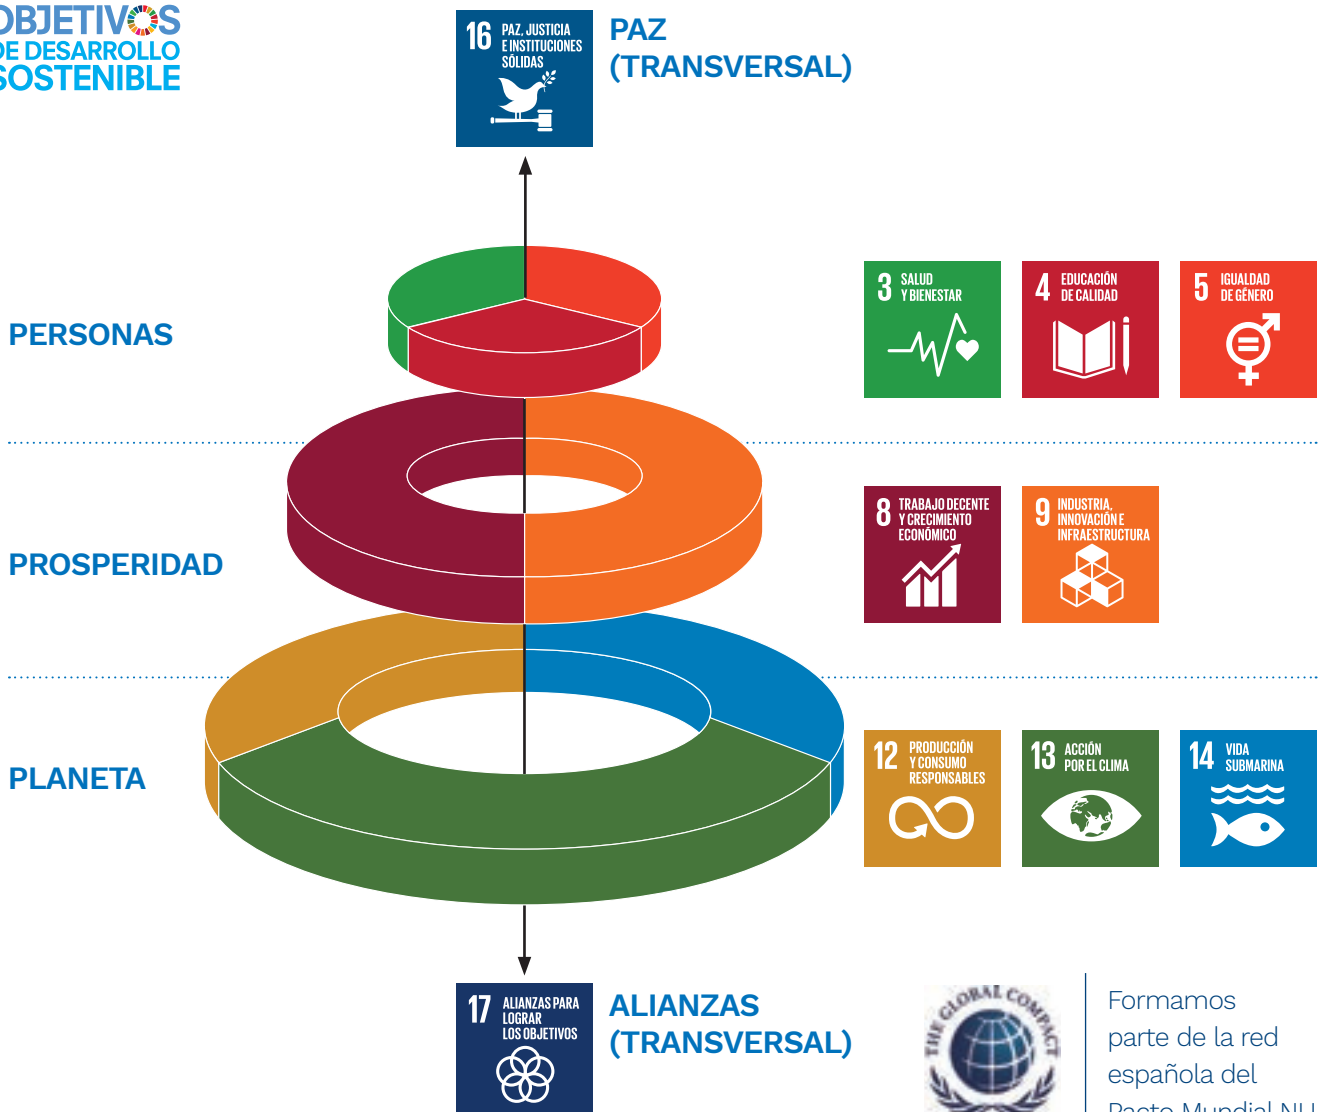 OBJETIVOS
DE DESARROLLO
SOSTENIBLE
16 PAZ, JUSTICIA
E INSTITUCIONES
SÓLIDAS
PAZ
(TRANSVERSAL)
PERSONAS
3 SALUD
Y BIENESTAR
4 EDUCACIÓN
DE CALIDAD
5 IGUALDAD
DE GÉNERO
PROSPERIDAD
8 TRABAJO DECENTE
Y CRECIMIENTO
ECONÓMICO
9 INDUSTRIA,
INNOVACIÓN E
INFRAESTRUCTURA
PLANETA
12 PRODUCCIÓN
Y CONSUMO
RESPONSABLES
13 ACCIÓN
POR EL CLIMA
14 VIDA
SUBMARINA
17 ALIANZAS PARA
LOGRAR
LOS OBJETIVOS
ALIANZAS
(TRANSVERSAL)
THE GLOBAL COMPACT
Formamos
parte de la red
española del
Pacto Mundial NU